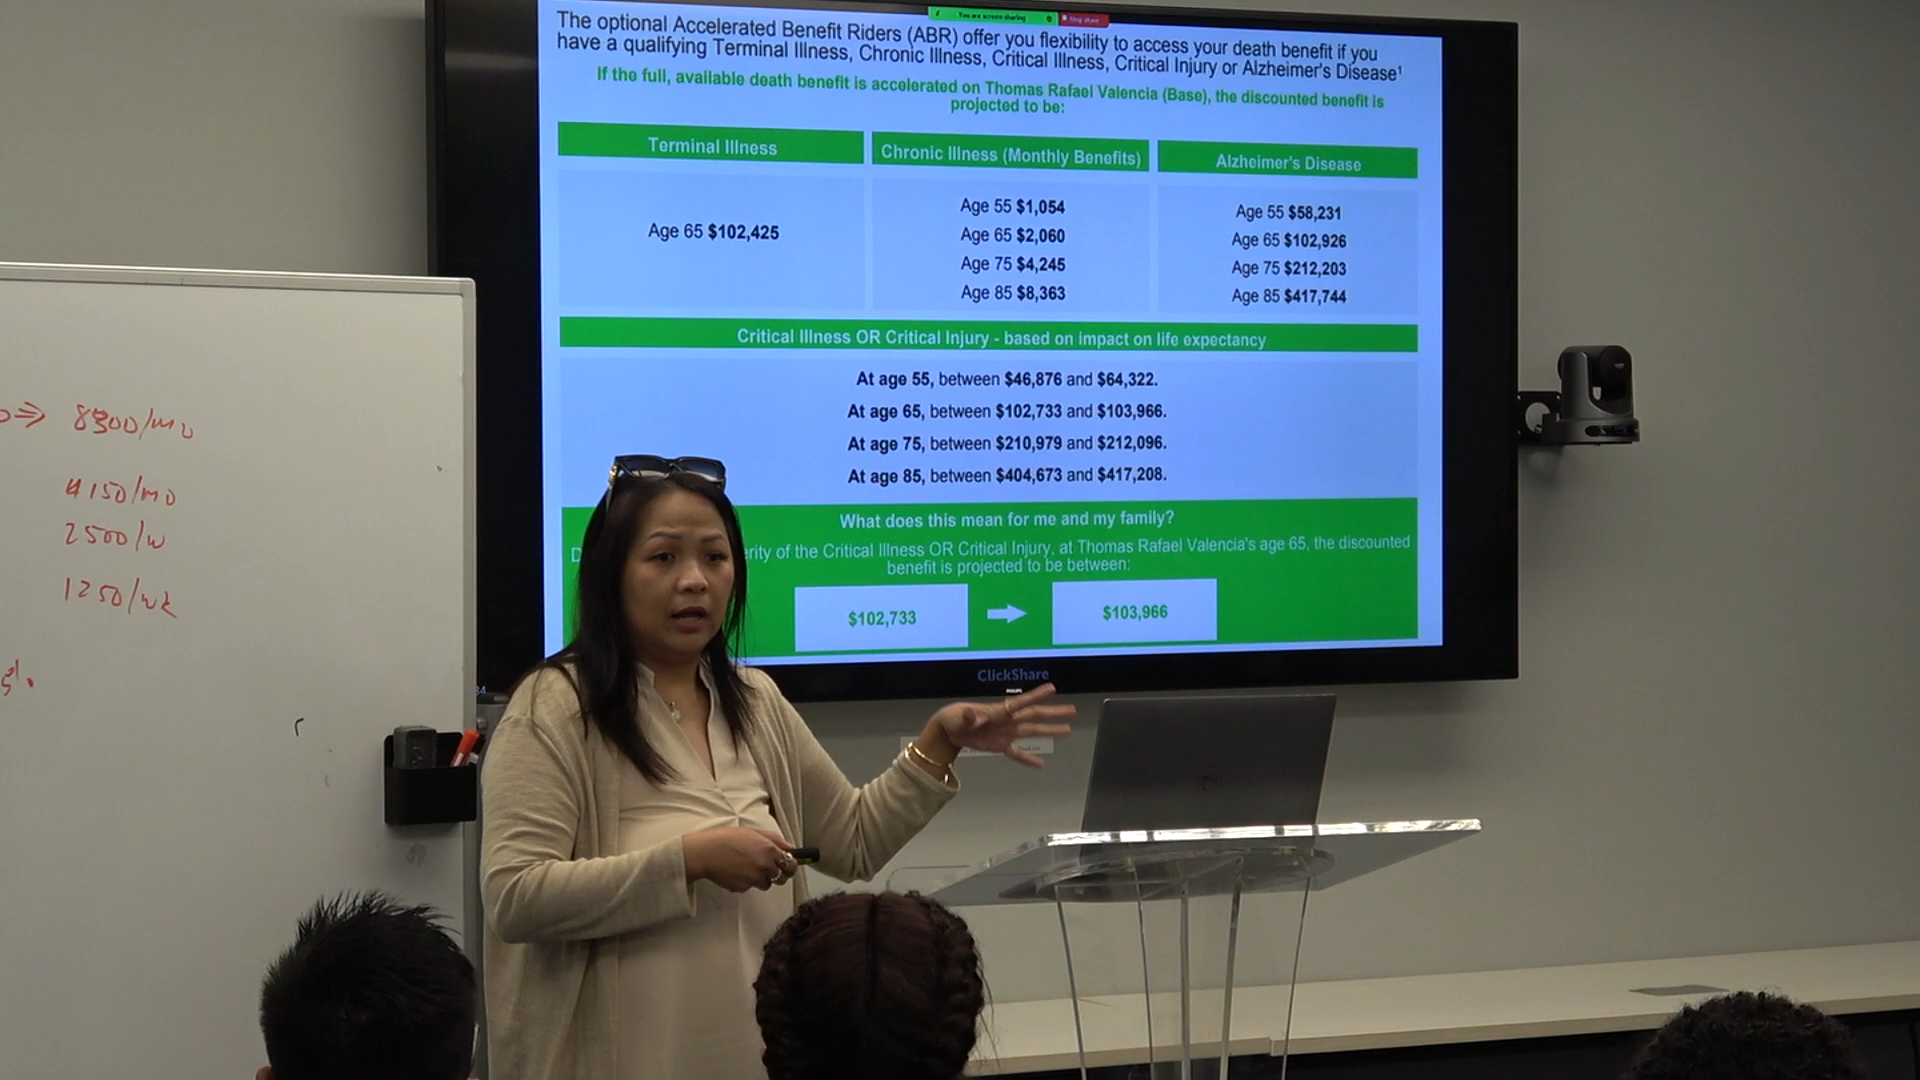 You are screen sharing
Stop share
The optional Accelerated Benefit Riders (ABR) offer you flexibility to access your death benefit if you
have a qualifying Terminal Illness, Chronic Illness, Critical Illness, Critical Injury or Alzheimer's Disease¹
If the full, available death benefit is accelerated on Thomas Rafael Valencia (Base), the discounted benefit is
projected to be:
Terminal Illness
Age 65 $102,425
Chronic Illness (Monthly Benefits)
Age 55 $1,054
Age 65 $2,060
Age 75 $4,245
Age 85 $8,363
Alzheimer's Disease
Age 55 $58,231
Age 65 $102,926
Age 75 $212,203
Age 85 $417,744
Critical Illness OR Critical Injury - based on impact on life expectancy
At age 55, between $46,876 and $64,322.
At age 65, between $102,733 and $103,966.
At age 75, between $210,979 and $212,096.
At age 85, between $404,673 and $417,208.
What does this mean for me and my family?
erity of the Critical Illness OR Critical Injury, at Thomas Rafael Valencia's age 65, the discounted
benefit is projected to be between:
$102,733
$103,966
ClickShare
PHILIPS
8300/mo
4150/mo
2500/w
1250/wk